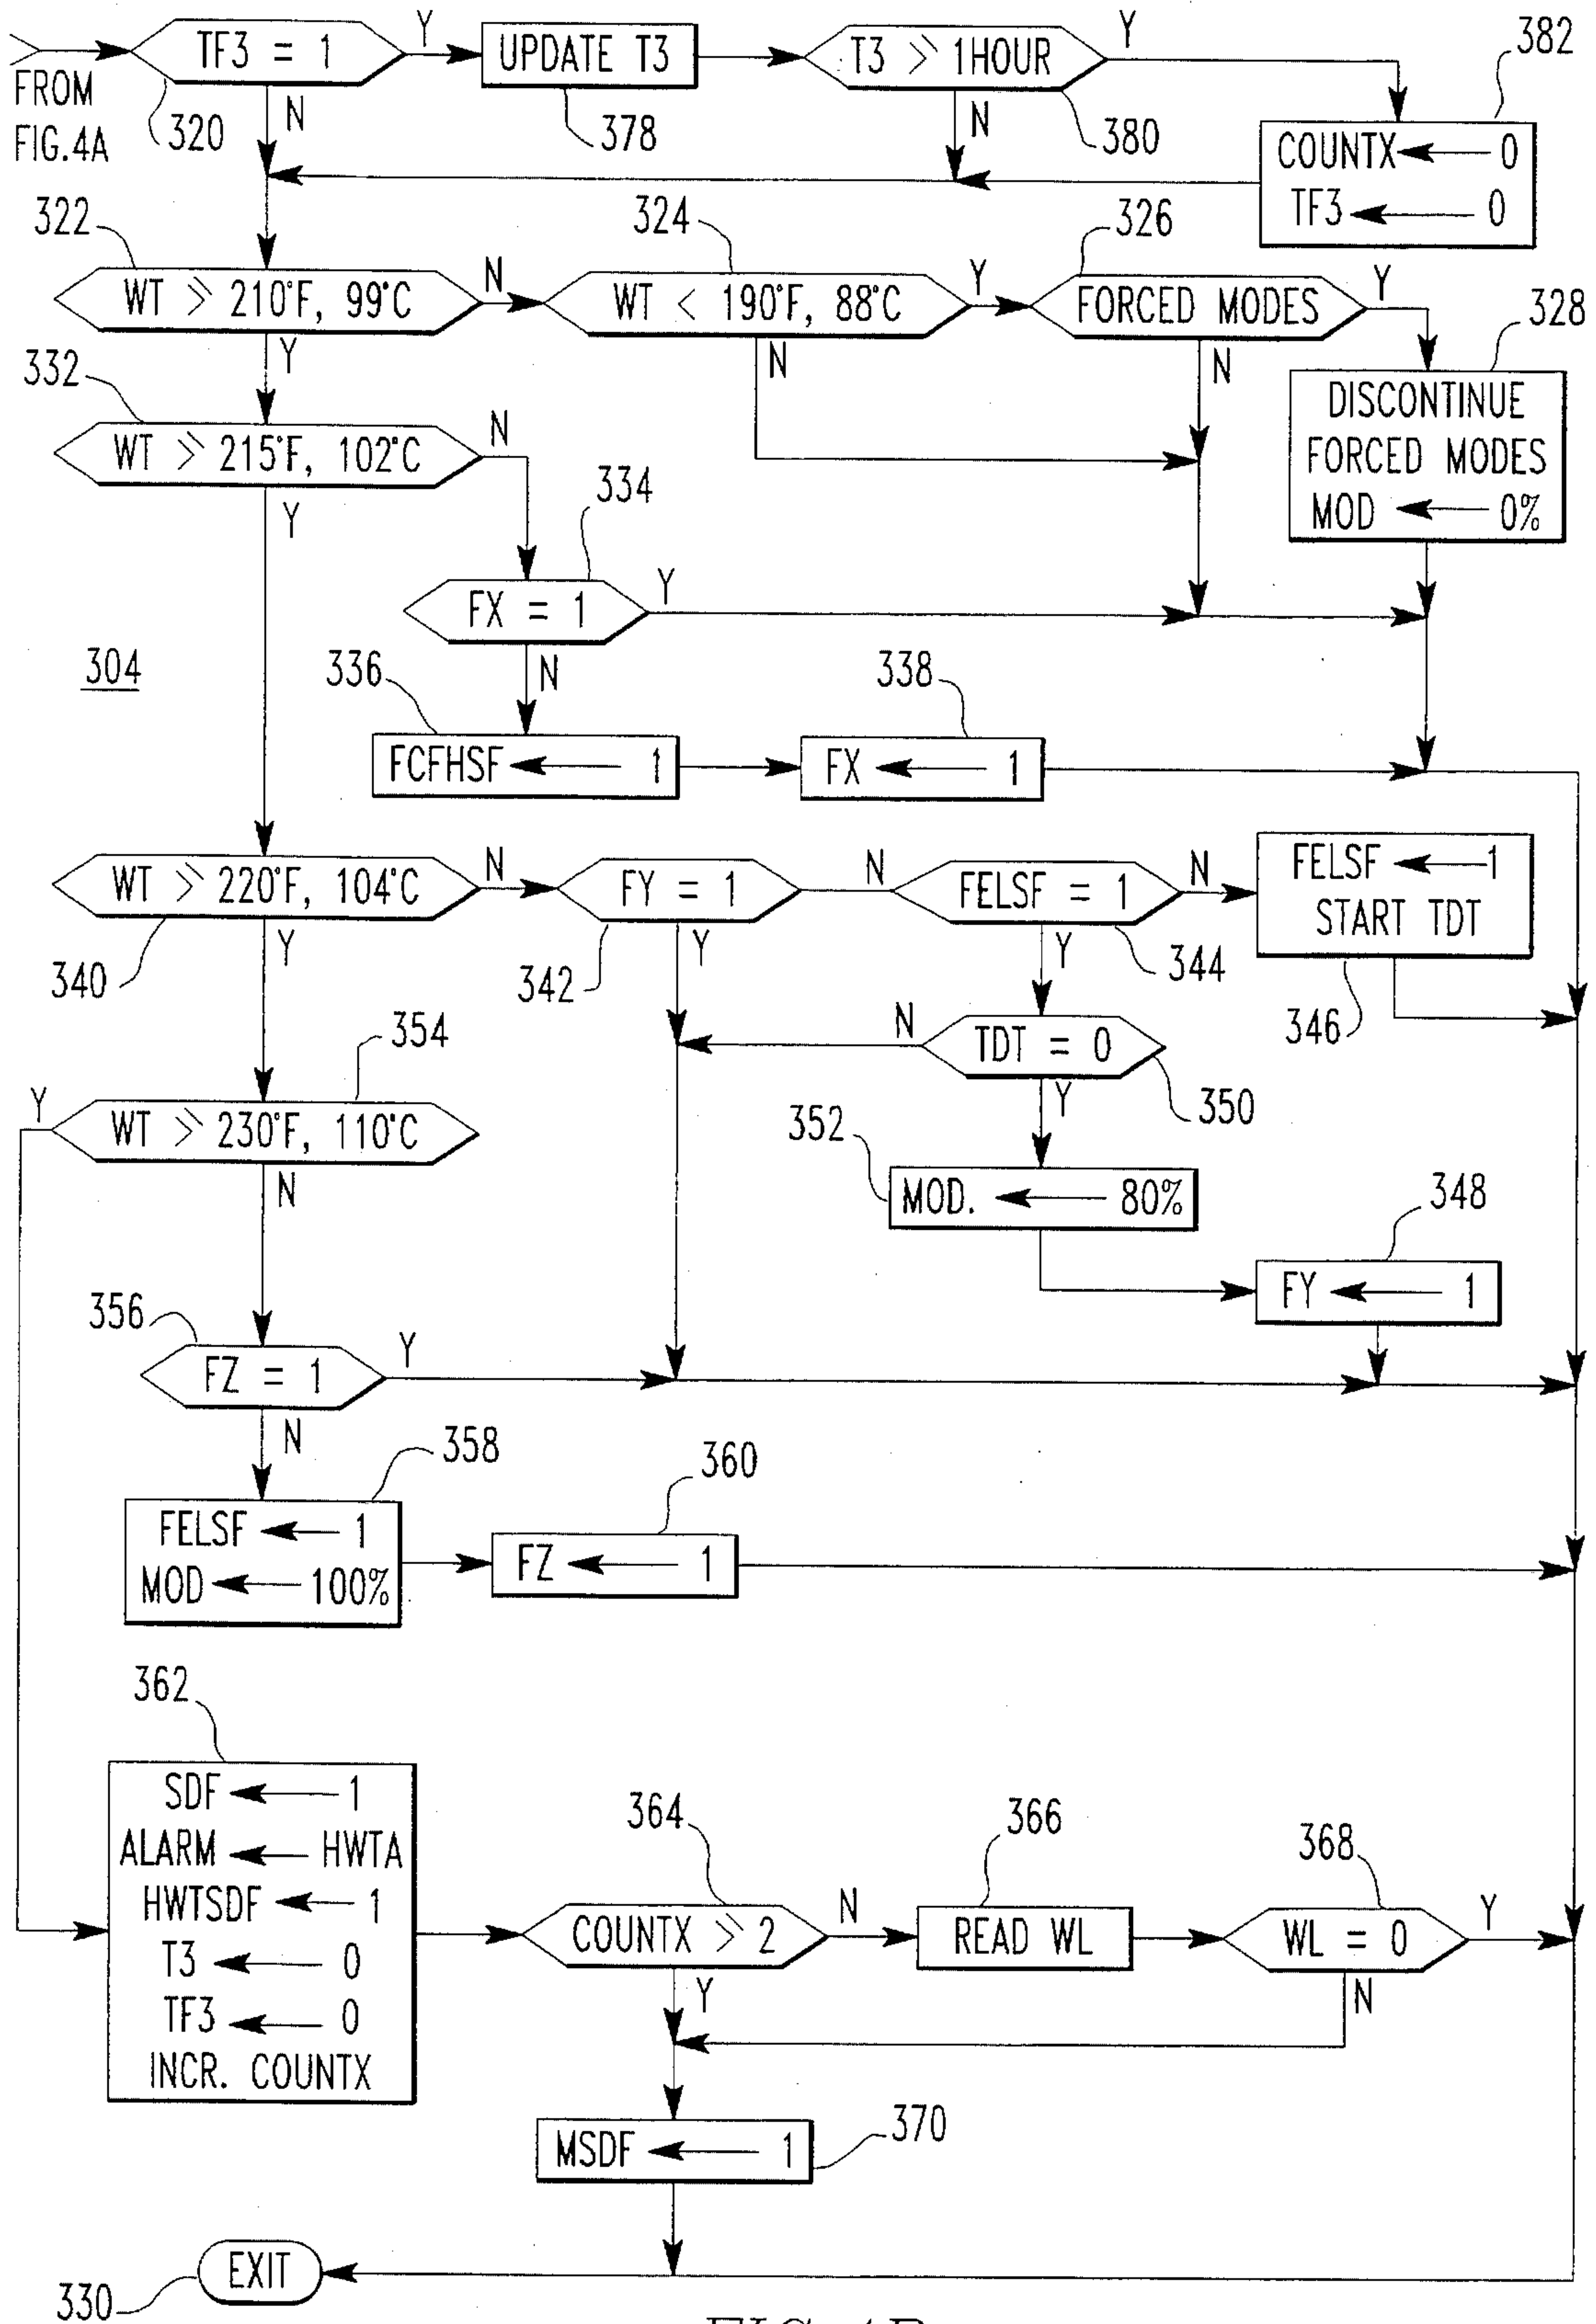 TF3 = 1
Y
UPDATE T3
T3 ≥ 1HOUR
Y
382
FROM
FIG.4A
320
N
378
N
380
COUNTX ← 0
TF3 ← 0
322
324
326
WT ≥ 210°F, 99°C
N
WT < 190°F, 88°C
Y
FORCED MODES
Y
328
Y
N
N
DISCONTINUE
FORCED MODES
MOD ← 0%
332
WT ≥ 215°F, 102°C
N
Y
334
FX = 1
Y
N
304
336
338
FCFHSF ← 1
FX ← 1
WT ≥ 220°F, 104°C
N
FY = 1
N
FELSF = 1
N
FELSF ← 1
START TDT
340
Y
342
Y
Y
344
346
354
N
TDT = 0
350
Y
WT ≥ 230°F, 110°C
N
Y
352
MOD. ← 80%
348
FY ← 1
356
FZ = 1
Y
N
358
360
FELSF ← 1
MOD ← 100%
FZ ← 1
362
SDF ← 1
ALARM ← HWTA
HWTSDF ← 1
T3 ← 0
TF3 ← 0
INCR. COUNTX
364
366
368
COUNTX ≥ 2
N
READ WL
WL = 0
Y
Y
N
MSDF ← 1
370
EXIT
330